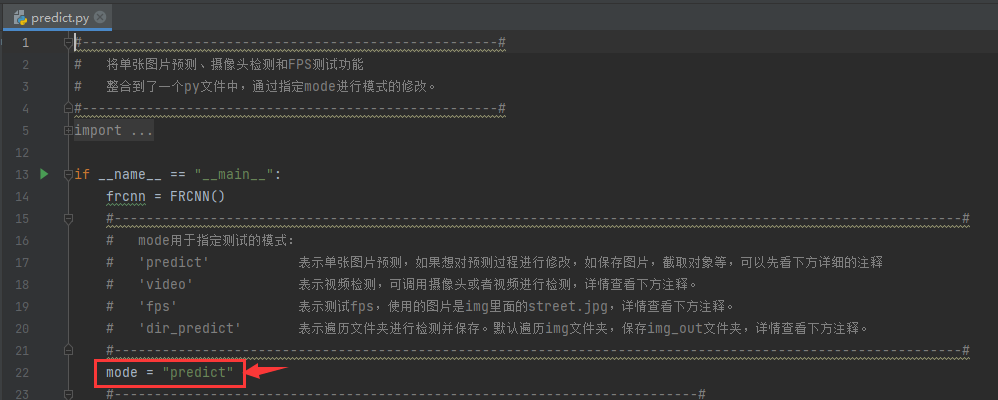 predict.py
1 #----------------------------------------------------#
2 #   将单张图片预测、摄像头检测和FPS测试功能
3 #   整合到了一个py文件中，通过指定mode进行模式的修改。
4 #----------------------------------------------------#
5 import ...
12
13 if __name__ == "__main__":
14     frcnn = FRCNN()
15     #----------------------------------------------------------------------------------------------------------#
16     #   mode用于指定测试的模式：
17     #   'predict'           表示单张图片预测，如果想对预测过程进行修改，如保存图片，截取对象等，可以先看下方详细的注释
18     #   'video'             表示视频检测，可调用摄像头或者视频进行检测，详情查看下方注释。
19     #   'fps'               表示测试fps，使用的图片是img里面的street.jpg，详情查看下方注释。
20     #   'dir_predict'       表示遍历文件夹进行检测并保存。默认遍历img文件夹，保存img_out文件夹，详情查看下方注释。
21     #----------------------------------------------------------------------------------------------------------#
22     mode = "predict"
23     #-------------------------------------------------------------------------#